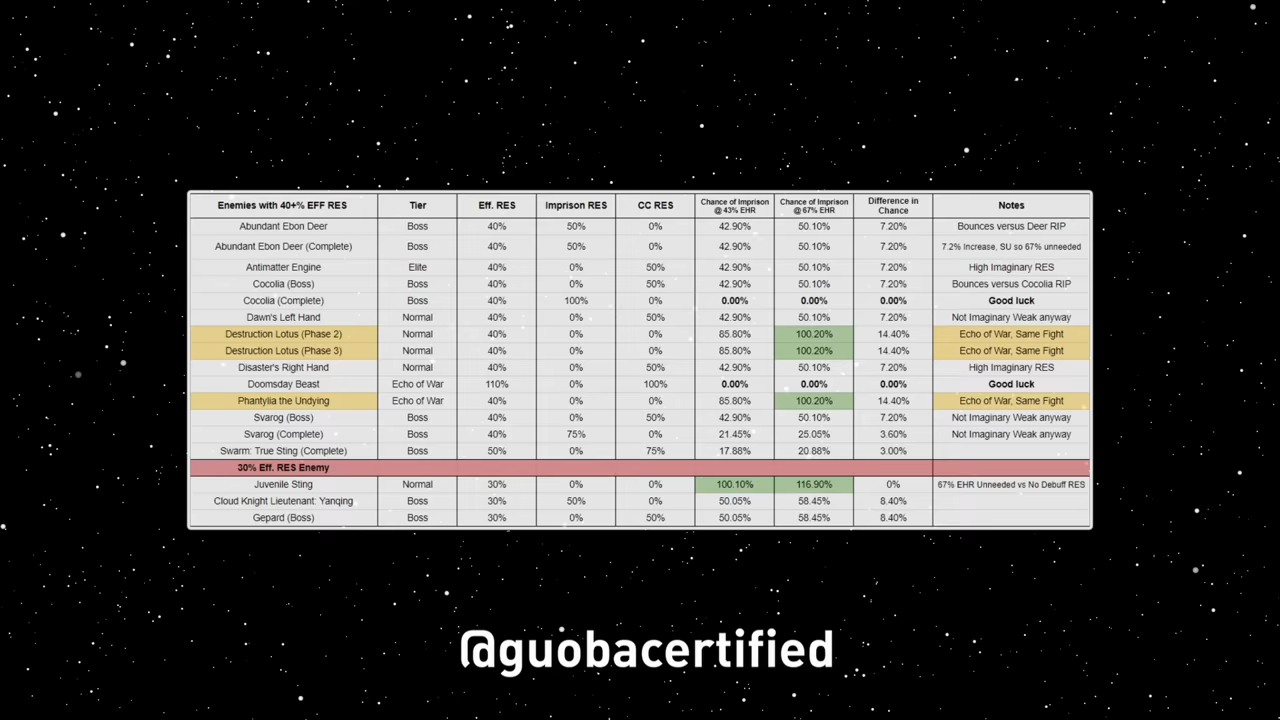 Enemies with 40+% EFF RES Tier Eff. RES Imprison RES CC RES Chance of Imprison @ 43% EHR Chance of Imprison @ 67% EHR Difference in Chance Notes
Abundant Ebon Deer Boss 40% 50% 0% 42.90% 50.10% 7.20% Bounces versus Deer RIP
Abundant Ebon Deer (Complete) Boss 40% 50% 0% 42.90% 50.10% 7.20% 7.2% Increase, SU so 67% unneeded
Antimatter Engine Elite 40% 0% 50% 42.90% 50.10% 7.20% High Imaginary RES
Cocolia (Boss) Boss 40% 0% 50% 42.90% 50.10% 7.20% Bounces versus Cocolia RIP
Cocolia (Complete) Boss 40% 100% 0% 0.00% 0.00% 0.00% Good luck
Dawn's Left Hand Normal 40% 0% 50% 42.90% 50.10% 7.20% Not Imaginary Weak anyway
Destruction Lotus (Phase 2) Normal 40% 0% 0% 85.80% 100.20% 14.40% Echo of War, Same Fight
Destruction Lotus (Phase 3) Normal 40% 0% 0% 85.80% 100.20% 14.40% Echo of War, Same Fight
Disaster's Right Hand Normal 40% 0% 50% 42.90% 50.10% 7.20% High Imaginary RES
Doomsday Beast Echo of War 110% 0% 100% 0.00% 0.00% 0.00% Good luck
Phantylia the Undying Echo of War 40% 0% 0% 85.80% 100.20% 14.40% Echo of War, Same Fight
Svarog (Boss) Boss 40% 0% 50% 42.90% 50.10% 7.20% Not Imaginary Weak anyway
Svarog (Complete) Boss 40% 75% 0% 21.45% 25.05% 3.60% Not Imaginary Weak anyway
Swarm: True Sting (Complete) Boss 50% 0% 75% 17.88% 20.88% 3.00%
30% Eff. RES Enemy
Juvenile Sting Normal 30% 0% 0% 100.10% 116.90% 0% 67% EHR Unneeded vs No Debuff RES
Cloud Knight Lieutenant: Yanqing Boss 30% 50% 0% 50.05% 58.45% 8.40%
Gepard (Boss) Boss 30% 0% 50% 50.05% 58.45% 8.40%
@guobacertified